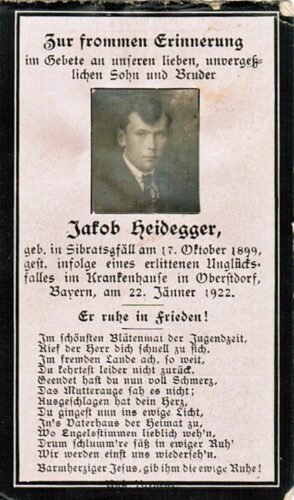 Zur frommen Erinnerung
im Gebete an unseren lieben, unvergeß-
lichen Sohn und Bruder
Jakob Heidegger,
geb. in Sibratsgfäll am 17. Oktober 1899,
gest. infolge eines erlittenen Unglücks-
falles im Krankenhause in Oberstdorf,
Bayern, am 22. Jänner 1922.
Er ruhe in Frieden!
Im schönsten Blütenmai der Jugendzeit,
Rief der Herr dich schnell zu sich.
Im fremden Lande ach, so weit,
Du kehrtest leider nicht zurück.
Geendet hast du nun voll Schmerz,
Das Mutterauge sah es nicht;
Ausgeschlagen hat dein Herz,
Du gingest nun ins ewige Licht,
In's Vaterhaus der Heimat zu,
Wo Engelsstimmen lieblich weh'n,
Drum schlumm're süß in ewiger Ruh'
Wir werden einst uns wiederseh'n.
Barmherziger Jesus, gib ihm die ewige Ruhe!